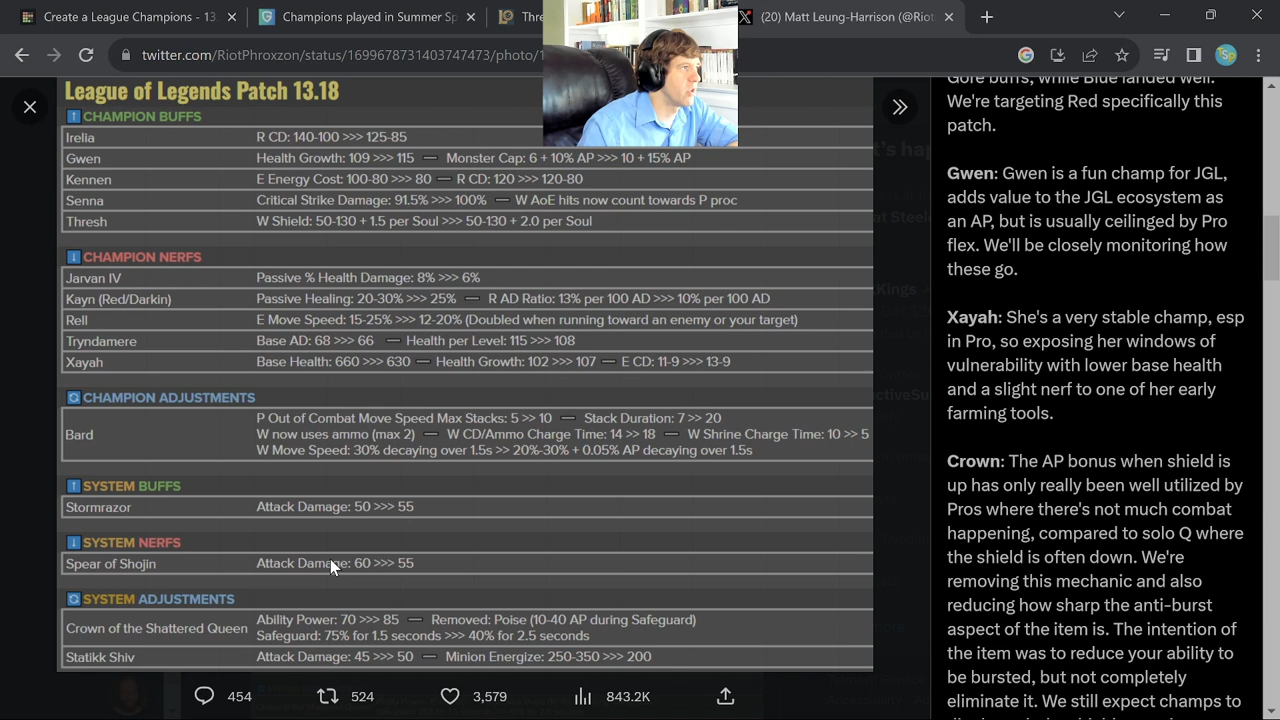 Create a League Champions - 13
Champions played in Summer Sp
Thre
(20) Matt Leung-Harrison (@Riot
twitter.com/RiotPhroxzon/status/1699678731403747473/photo/1
League of Legends Patch 13.18
CHAMPION BUFFS
Irelia R CD: 140-100 >>> 125-85
Gwen Health Growth: 109 >>> 115 — Monster Cap: 6 + 10% AP >>> 10 + 15% AP
Kennen E Energy Cost: 100-80 >>> 80 — R CD: 120 >>> 120-80
Senna Critical Strike Damage: 91.5% >>> 100% — W AoE hits now count towards P proc
Thresh W Shield: 50-130 + 1.5 per Soul >>> 50-130 + 2.0 per Soul
CHAMPION NERFS
Jarvan IV Passive % Health Damage: 8% >>> 6%
Kayn (Red/Darkin) Passive Healing: 20-30% >>> 25% — R AD Ratio: 13% per 100 AD >>> 10% per 100 AD
Rell E Move Speed: 15-25% >>> 12-20% (Doubled when running toward an enemy or your target)
Tryndamere Base AD: 68 >>> 66 — Health per Level: 115 >>> 108
Xayah Base Health: 660 >>> 630 — Health Growth: 102 >>> 107 — E CD: 11-9 >>> 13-9
CHAMPION ADJUSTMENTS
P Out of Combat Move Speed Max Stacks: 5 >> 10 — Stack Duration: 7 >> 20
Bard W now uses ammo (max 2) — W CD/Ammo Charge Time: 14 >> 18 — W Shrine Charge Time: 10 >> 5
W Move Speed: 30% decaying over 1.5s >> 20%-30% + 0.05% AP decaying over 1.5s
SYSTEM BUFFS
Stormrazor Attack Damage: 50 >>> 55
SYSTEM NERFS
Spear of Shojin Attack Damage: 60 >>> 55
SYSTEM ADJUSTMENTS
Ability Power: 70 >>> 85 — Removed: Poise (10-40 AP during Safeguard)
Crown of the Shattered Queen
Safeguard: 75% for 1.5 seconds >>> 40% for 2.5 seconds
Statikk Shiv Attack Damage: 45 >>> 50 — Minion Energize: 250-350 >>> 200
454 524 3,579 843.2K
Gore buffs, while Blue landed well.
We're targeting Red specifically this
patch.
Gwen: Gwen is a fun champ for JGL,
adds value to the JGL ecosystem as
an AP, but is usually ceilinged by Pro
flex. We'll be closely monitoring how
these go.
Xayah: She's a very stable champ, esp
in Pro, so exposing her windows of
vulnerability with lower base health
and a slight nerf to one of her early
farming tools.
Crown: The AP bonus when shield is
up has only really been well utilized by
Pros where there's not much combat
happening, compared to solo Q where
the shield is often down. We're
removing this mechanic and also
reducing how sharp the anti-burst
aspect of the item is. The intention of
the item was to reduce your ability to
be bursted, but not completely
eliminate it. We still expect champs to